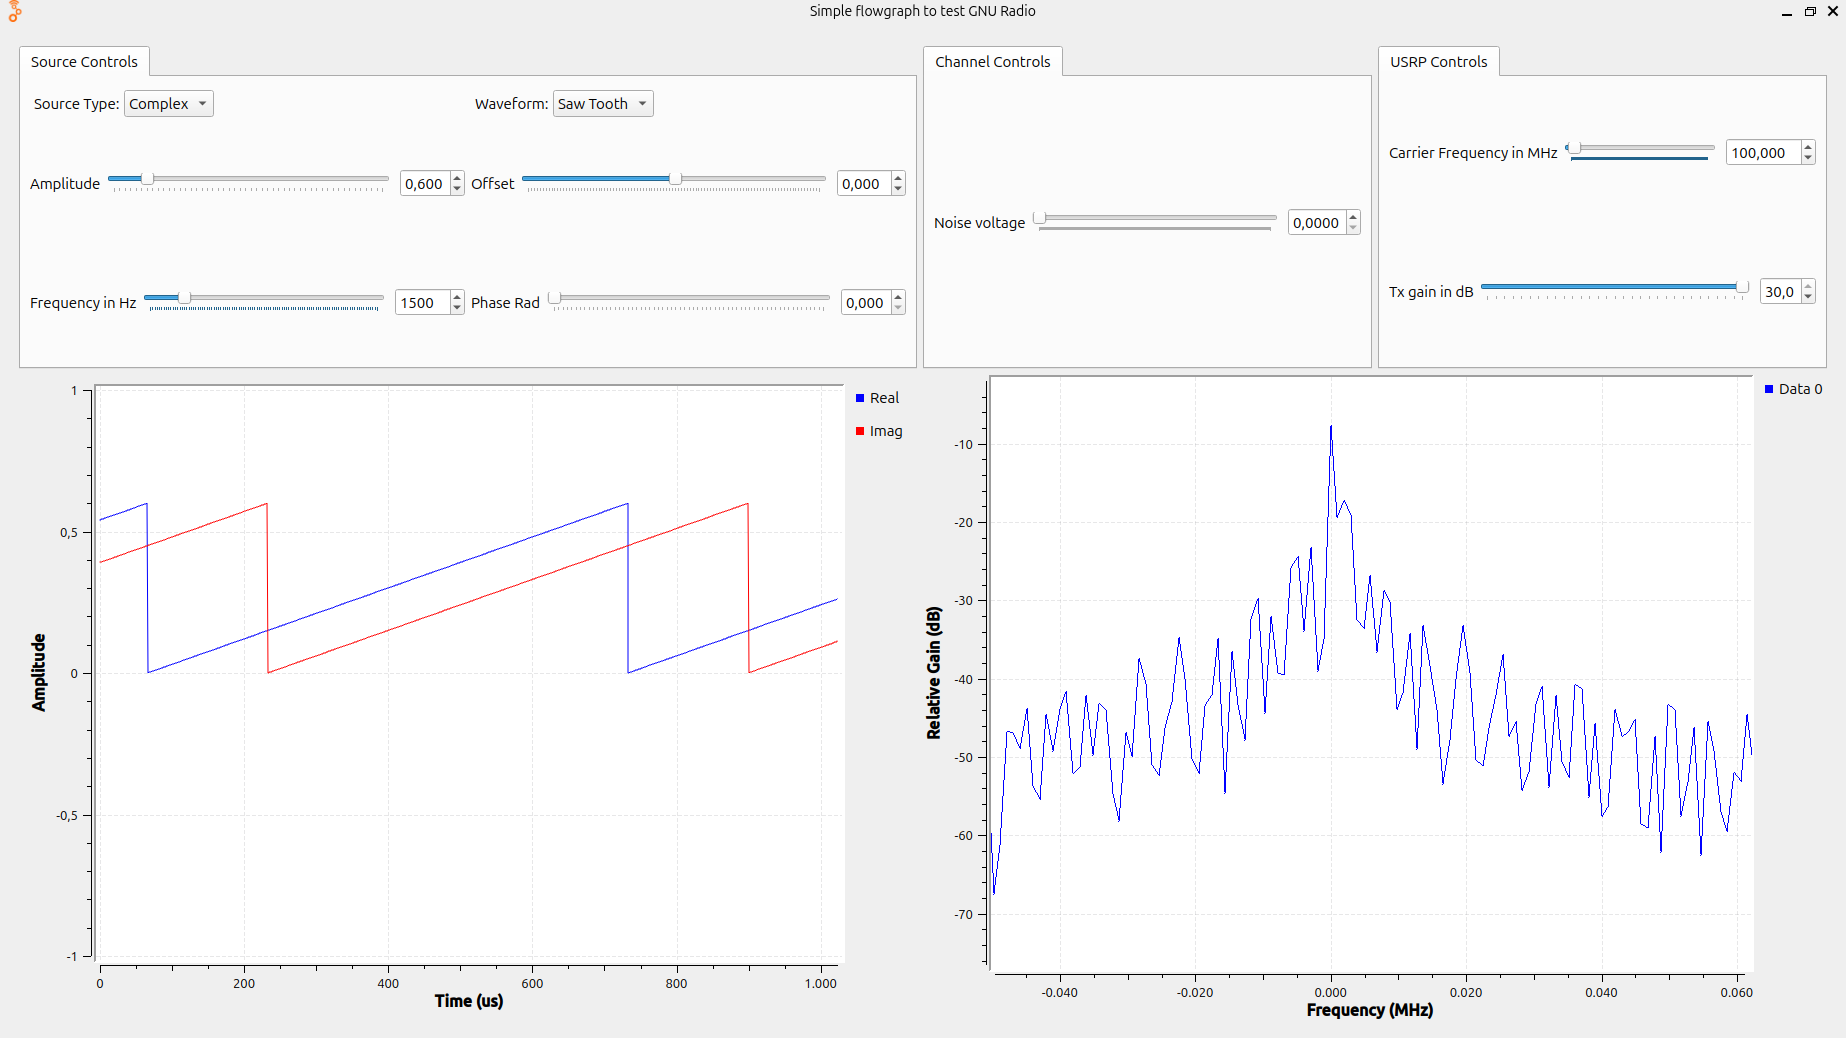 Simple flowgraph to test GNU Radio
Source Controls
Source Type: Complex
Waveform: Saw Tooth
Amplitude 0,600
Offset 0,000
Frequency in Hz 1500
Phase Rad 0,000
Channel Controls
Noise voltage 0,0000
USRP Controls
Carrier Frequency in MHz 100,000
Tx gain in dB 30,0
1
0,5
0
-0,5
-1
Amplitude
0 200 400 600 800 1.000
Time (us)
Real
Imag
-10
-20
-30
-40
-50
-60
-70
Relative Gain (dB)
-0.040 -0.020 0.000 0.020 0.040 0.060
Frequency (MHz)
Data 0